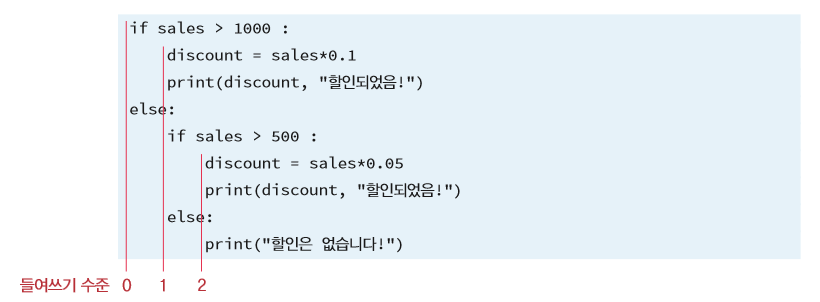 if sales > 1000 :
discount = sales*0.1
print(discount, "할인되었음!")
else:
if sales > 500 :
discount = sales*0.05
print(discount, "할인되었음!")
else:
print("할인은 없습니다!")
들여쓰기 수준 0 1 2